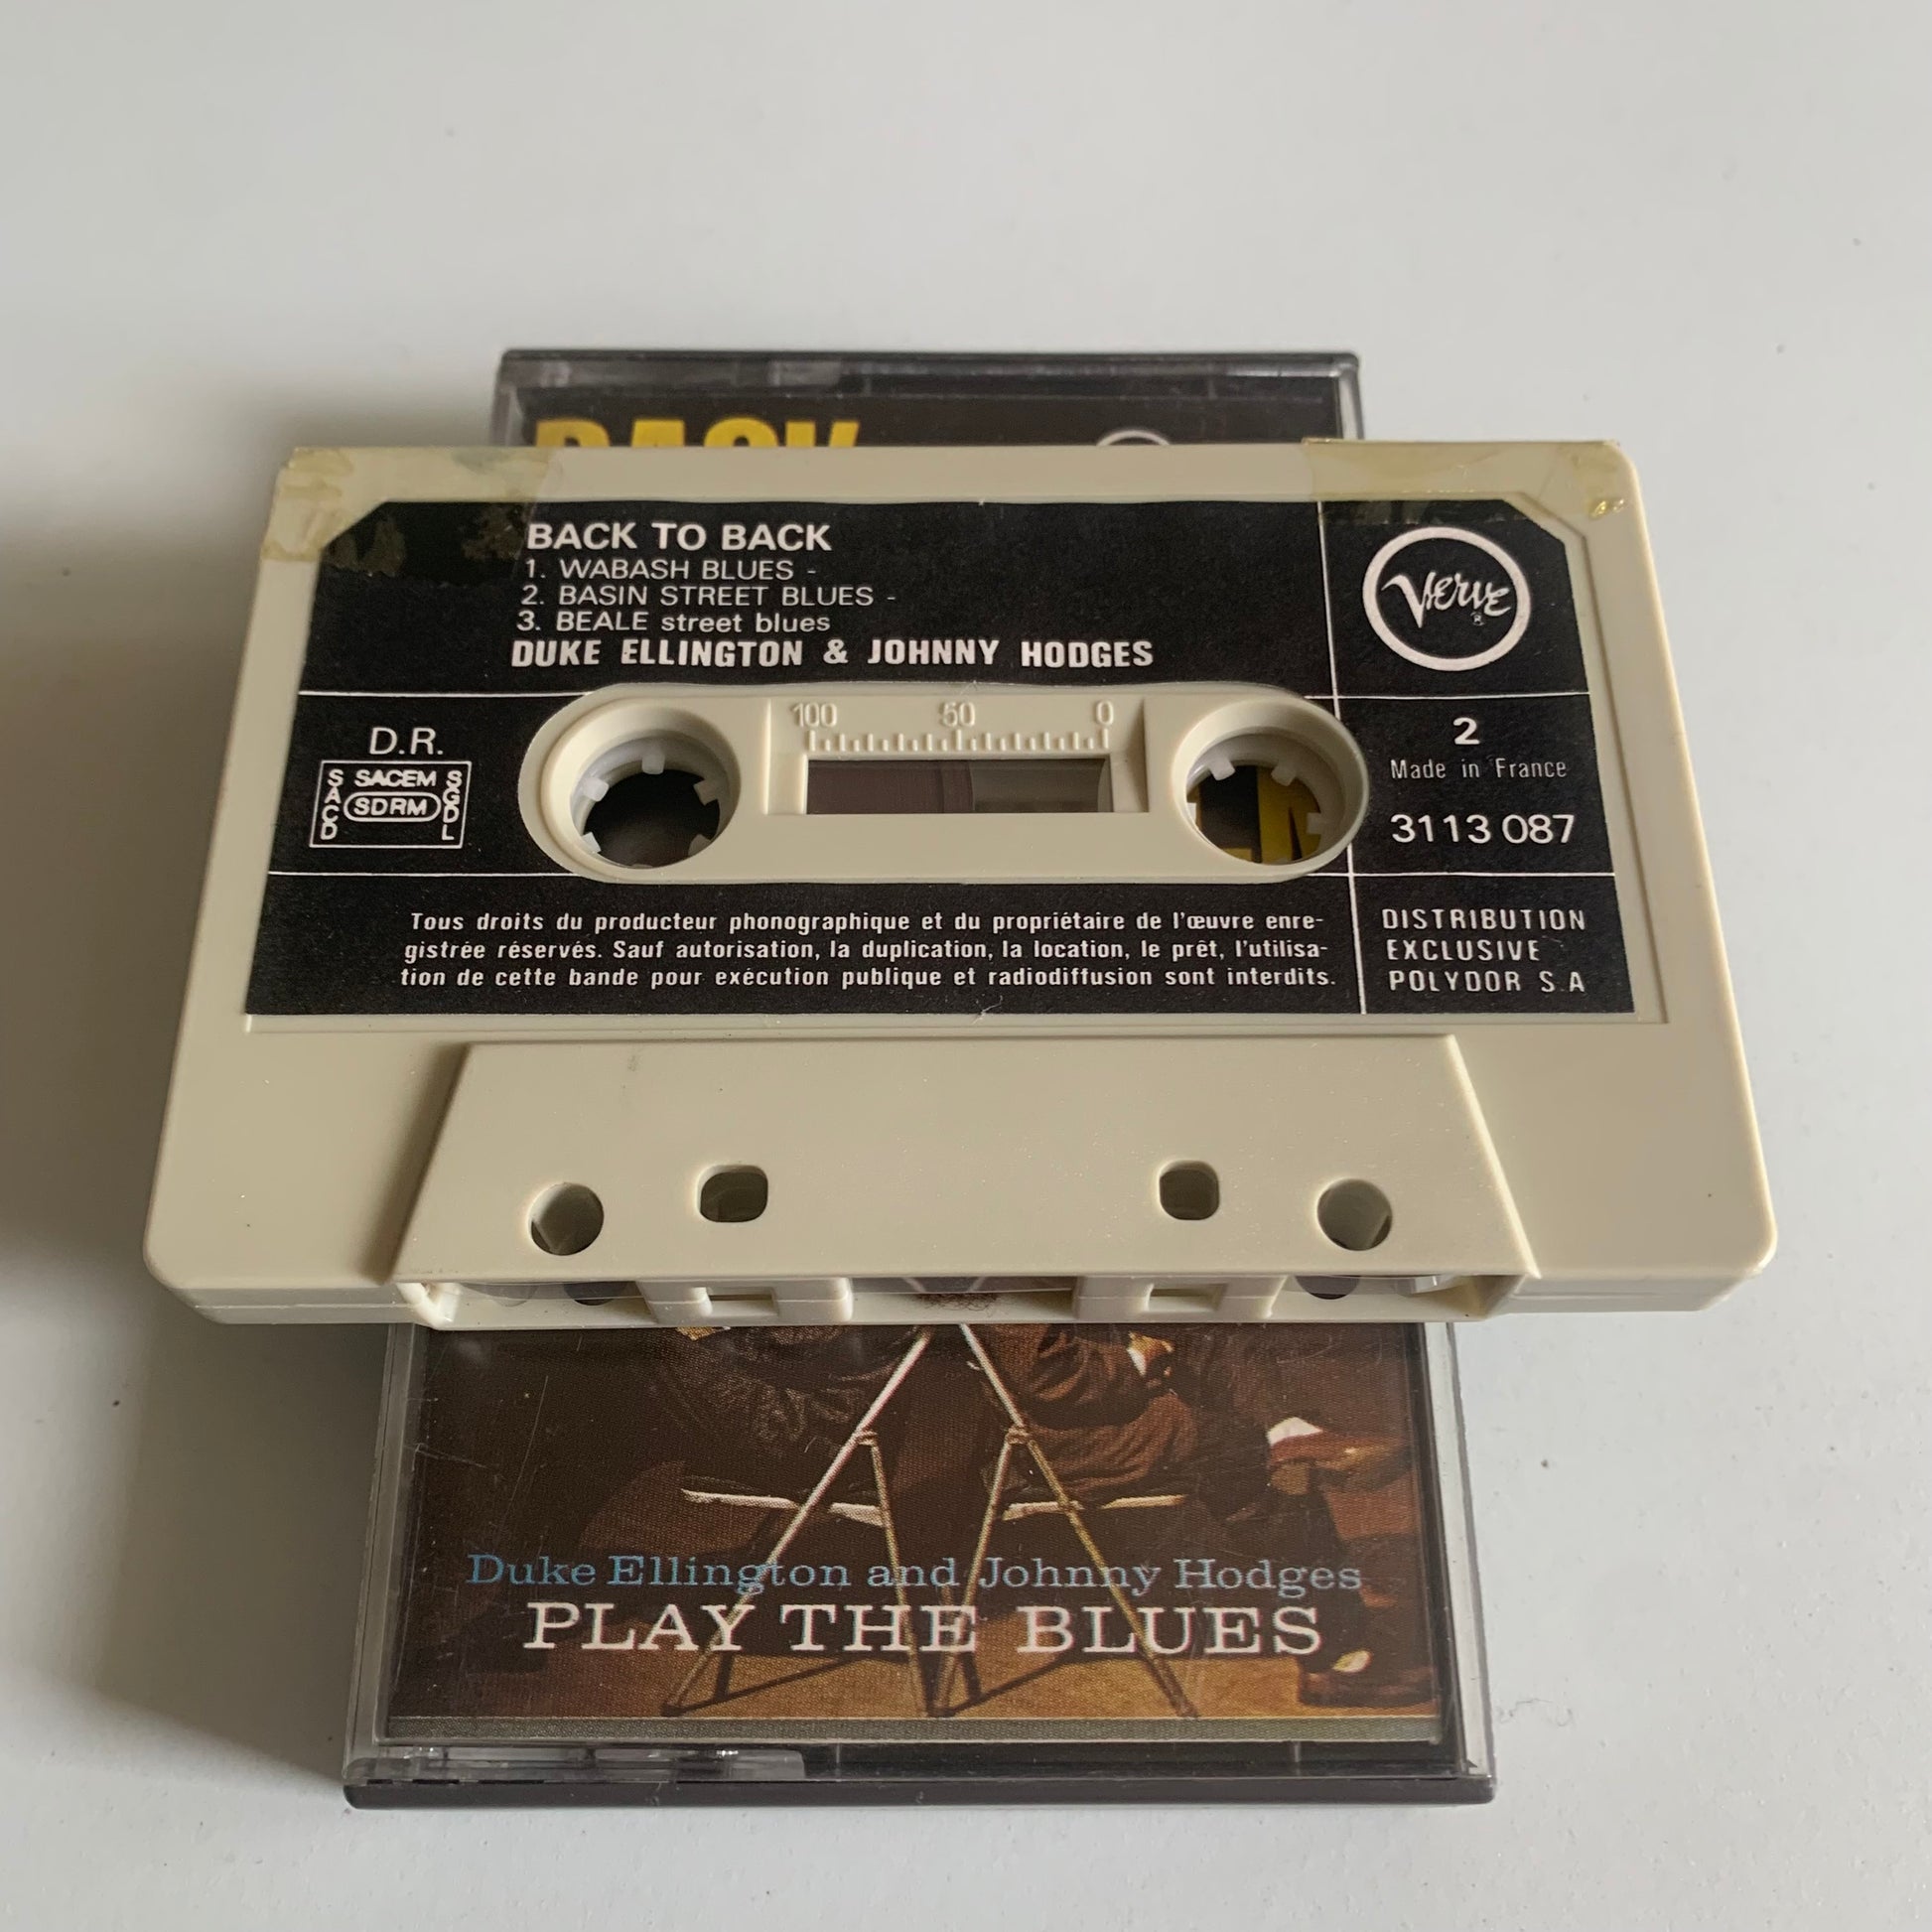 BACK
BACK TO BACK
1. WABASH BLUES -
2. BASIN STREET BLUES -
3. BEALE street blues
DUKE ELLINGTON & JOHNNY HODGES
Verve
®
D.R.
SACD
SACEM
SDRM
SGDL
100 50 0
2
Made in France
3113 087
Tous droits du producteur phonographique et du propriétaire de l'œuvre enre-
gistrée réservés. Sauf autorisation, la duplication, la location, le prêt, l'utilisa-
tion de cette bande pour exécution publique et radiodiffusion sont interdits.
DISTRIBUTION
EXCLUSIVE
POLYDOR S.A
Duke Ellington and Johnny Hodges
PLAY THE BLUES